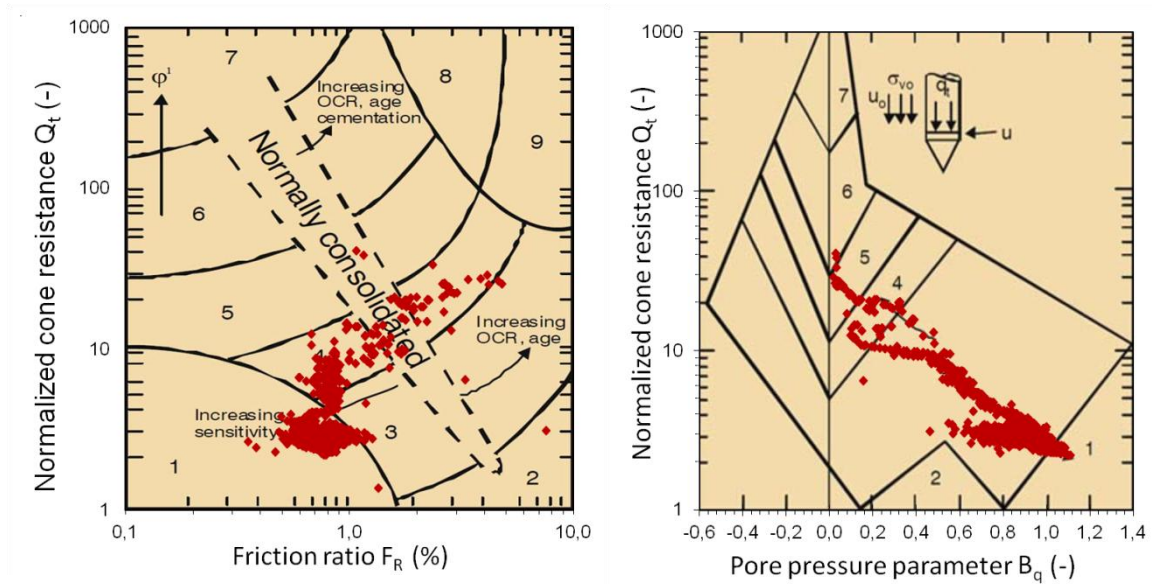 1000
100
10
1
Normalized cone resistance Qt (-)
7
8
φ¹
Increasing
OCR, age
cementation
9
Normally consolidated
6
5
4
Increasing
OCR, age
Increasing
sensitivity
3
1
2
0,1
1,0
10,0
Friction ratio FR (%)
1000
100
10
1
Normalized cone resistance Qt (-)
7
σvo
uo
qt
u
6
5
4
3
1
2
-0,6
-0,4
-0,2
0,0
0,2
0,4
0,6
0,8
1,0
1,2
1,4
Pore pressure parameter Bq (-)